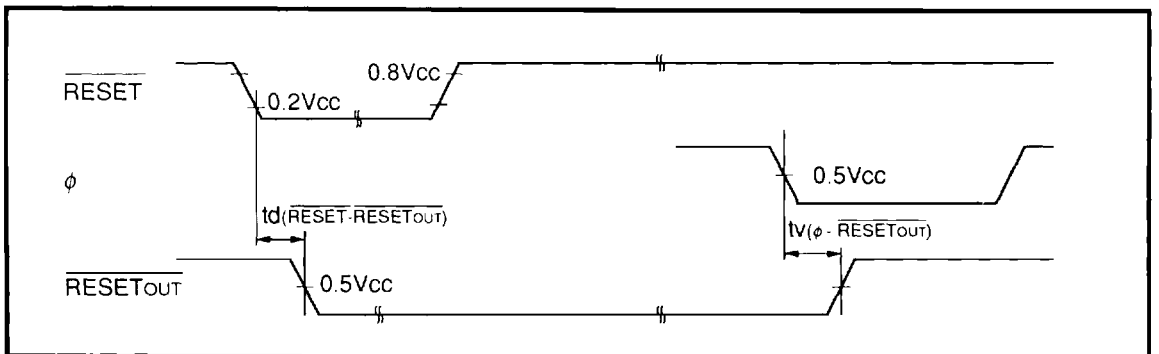 RESET
0.8Vcc
0.2Vcc
φ
0.5Vcc
td(RESET-RESETOUT)
tv(φ - RESETOUT)
RESETOUT
0.5Vcc